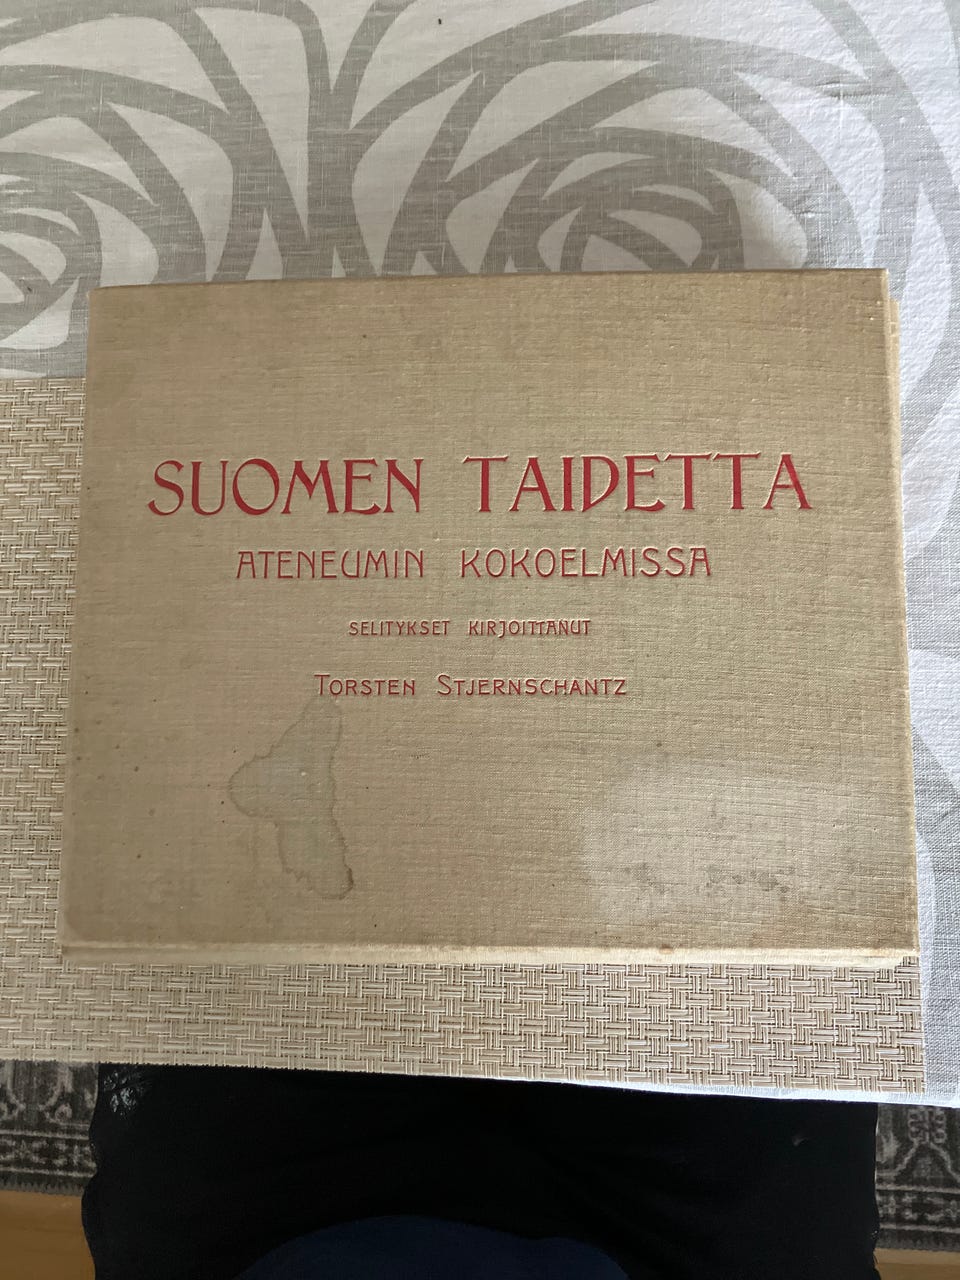 SUOMEN TAIDETTA
ATENEUMIN KOKOELMISSA
SELITYKSET KIRJOITTANUT
TORSTEN STJERNSCHANTZ